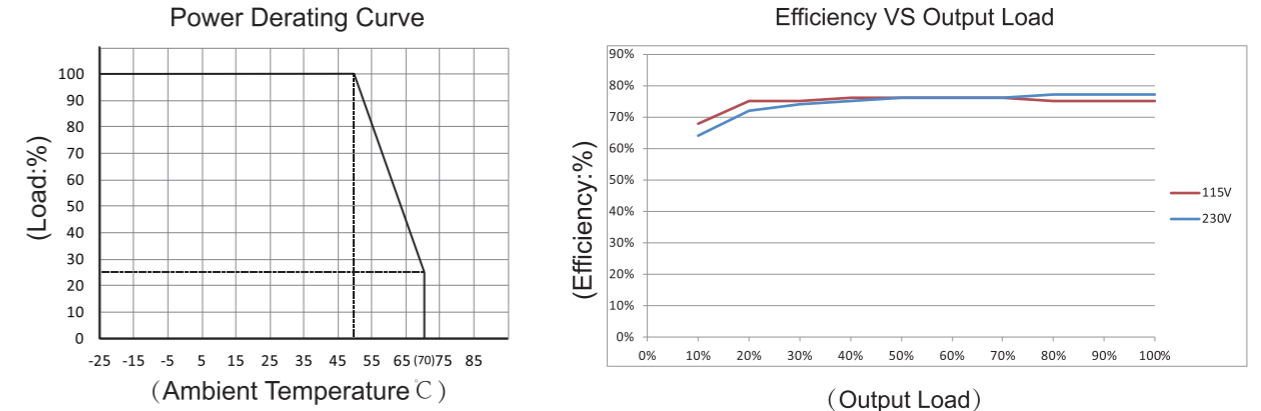 Power Derating Curve
100
90
80
70
60
50
40
30
20
10
0
(Load:%)
-25 -15 -5 5 15 25 35 45 55 65 (70)75 85
(Ambient Temperature℃)
Efficiency VS Output Load
90%
80%
70%
60%
50%
40%
30%
20%
10%
0%
(Efficiency:%)
0% 10% 20% 30% 40% 50% 60% 70% 80% 90% 100%
(Output Load)
115V
230V